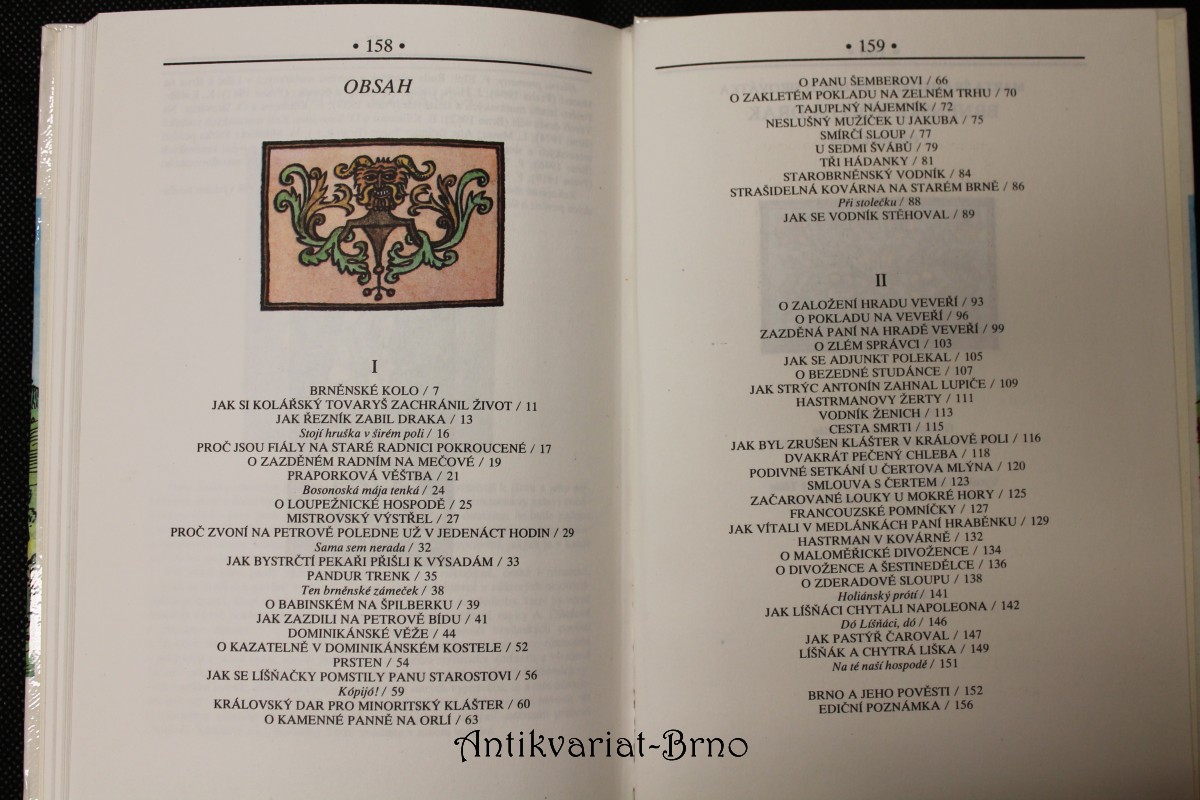 • 158 •
OBSAH
I
BRNĚNSKÉ KOLO / 7
JAK SI KOLÁŘSKÝ TOVARYŠ ZACHRÁNIL ŽIVOT / 11
JAK ŘEZNÍK ZABIL DRAKA / 13
Stojí hruška v širém poli / 16
PROČ JSOU FIÁLY NA STARÉ RADNICI POKROUCENÉ / 17
O ZAZDĚNÉM RADNÍM NA MEČOVÉ / 19
PRAPORKOVÁ VĚŠTBA / 21
Bosonoská mája tenká / 24
O LOUPEŽNICKÉ HOSPODĚ / 25
MISTROVSKÝ VÝSTŘEL / 27
PROČ ZVONÍ NA PETROVĚ POLEDNE UŽ V JEDENÁCT HODIN / 29
Sama sem nerada / 32
JAK BYSTRČTÍ PEKAŘI PŘIŠLI K VÝSADÁM / 33
PANDUR TRENK / 35
Ten brněnské zámeček / 38
O BABINSKÉM NA ŠPILBERKU / 39
JAK ZAZDILI NA PETROVĚ BÍDU / 41
DOMINIKÁNSKÉ VĚŽE / 44
O KAZATELNĚ V DOMINIKÁNSKÉM KOSTELE / 52
PRSTEN / 54
JAK SE LÍŠŇAČKY POMSTILY PANU STAROSTOVI / 56
Kópijó! / 59
KRÁLOVSKÝ DAR PRO MINORITSKÝ KLÁŠTER / 60
O KAMENNÉ PANNĚ NA ORLÍ / 63
• 159 •
O PANU ŠEMBEROVI / 66
O ZAKLETÉM POKLADU NA ZELNÉM TRHU / 70
TAJUPLNÝ NÁJEMNÍK / 72
NESLUŠNÝ MUŽÍČEK U JAKUBA / 75
SMÍRČÍ SLOUP / 77
U SEDMI ŠVÁBŮ / 79
TŘI HÁDANKY / 81
STAROBRNĚNSKÝ VODNÍK / 84
STRAŠIDELNÁ KOVÁRNA NA STARÉM BRNĚ / 86
Při stolečku / 88
JAK SE VODNÍK STĚHOVAL / 89
II
O ZALOŽENÍ HRADU VEVEŘÍ / 93
O POKLADU NA VEVEŘÍ / 96
ZAZDĚNÁ PANÍ NA HRADĚ VEVEŘÍ / 99
O ZLÉM SPRÁVCI / 103
JAK SE ADJUNKT POLEKAL / 105
O BEZEDNÉ STUDÁNCE / 107
JAK STRÝC ANTONÍN ZAHNAL LUPIČE / 109
HASTRMANOVY ŽERTY / 111
VODNÍK ŽENICH / 113
CESTA SMRTI / 115
JAK BYL ZRUŠEN KLÁŠTER V KRÁLOVĚ POLI / 116
DVAKRÁT PEČENÝ CHLEBA / 118
PODIVNÉ SETKÁNÍ U ČERTOVA MLÝNA / 120
SMLOUVA S ČERTEM / 123
ZAČAROVANÉ LOUKY U MOKRÉ HORY / 125
FRANCOUZSKÉ POMNÍČKY / 127
JAK VÍTALI V MEDLÁNKÁCH PANÍ HRABĚNKU / 129
HASTRMAN V KOVÁRNĚ / 132
O MALOMĚŘICKÉ DIVOŽENCE / 134
O DIVOŽENCE A ŠESTINEDĚLCE / 136
O ZDERADOVĚ SLOUPU / 138
Holiánský prótí / 141
JAK LÍŠŇÁCI CHYTALI NAPOLEONA / 142
Dó Líšňáci, dó / 146
JAK PASTÝŘ ČAROVAL / 147
LÍŠŇÁK A CHYTRÁ LIŠKA / 149
Na té naší hospodě / 151
BRNO A JEHO POVĚSTI / 152
EDIČNÍ POZNÁMKA / 156
Antikvariat-Brno